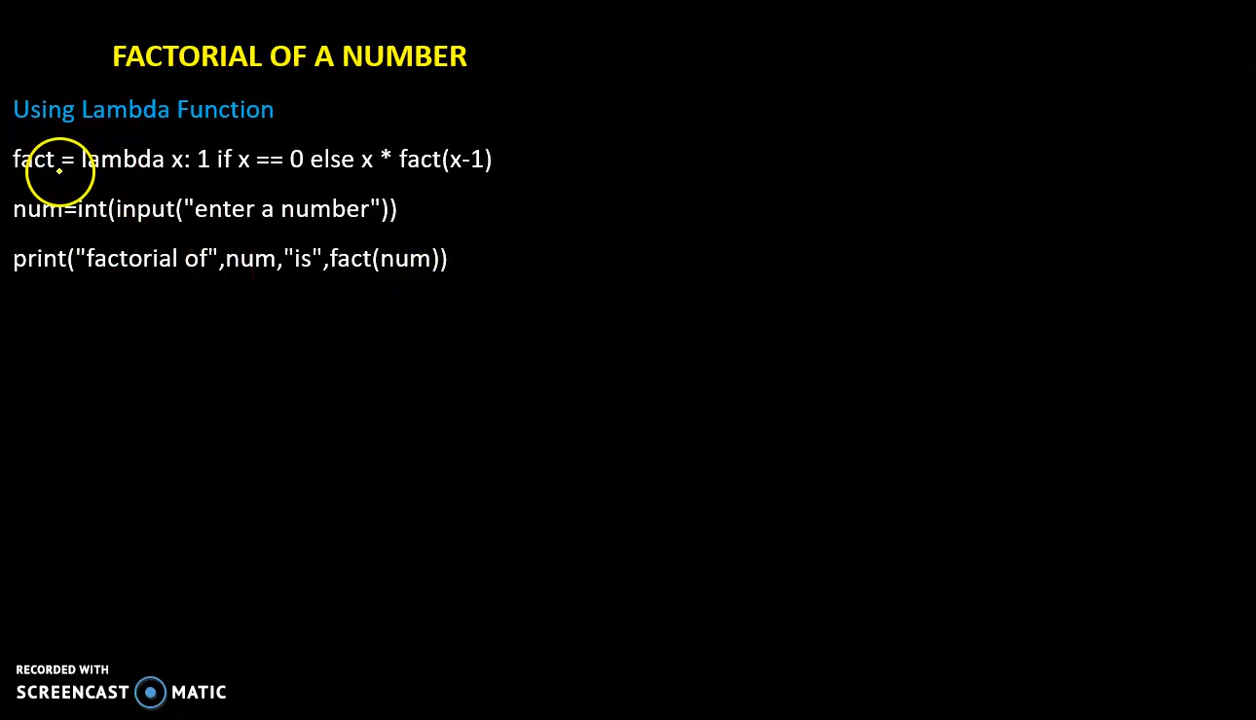 FACTORIAL OF A NUMBER
Using Lambda Function
fact = lambda x: 1 if x == 0 else x * fact(x-1)
num=int(input("enter a number"))
print("factorial of",num,"is",fact(num))
RECORDED WITH
SCREENCAST MATIC